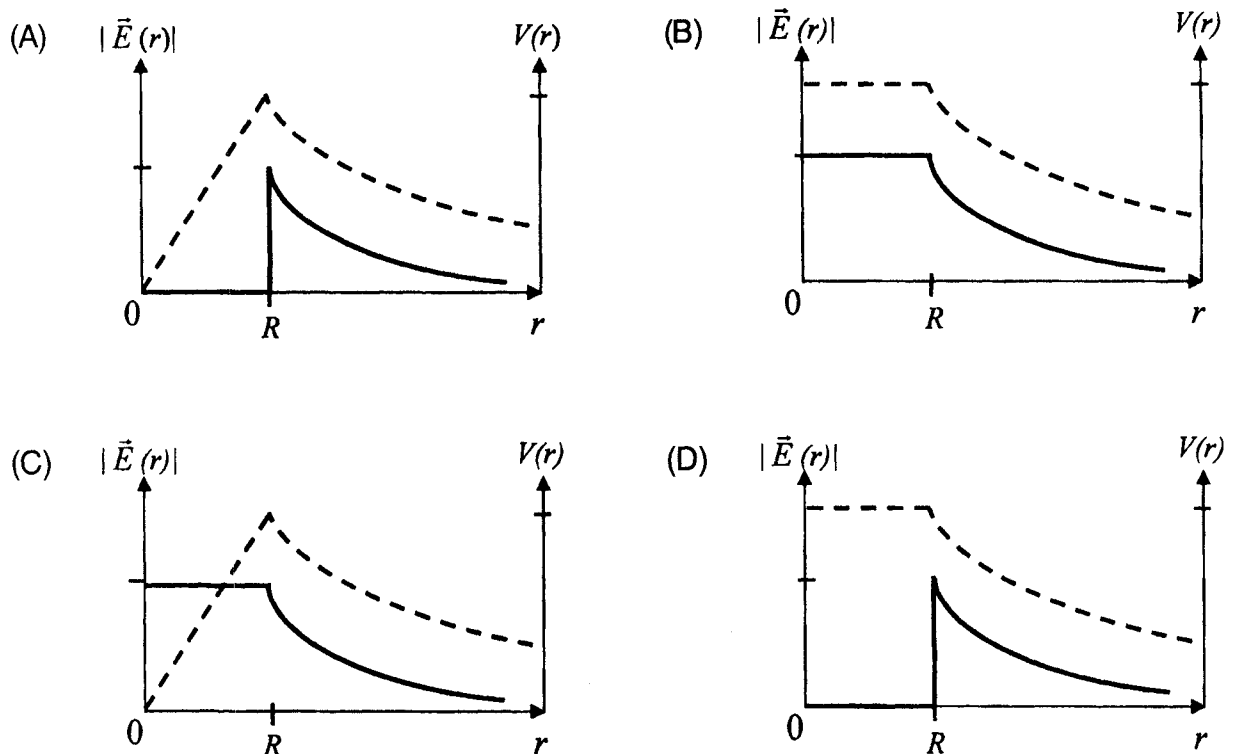 (A) | E⃗ (r)| V(r)
0 R r
(B) | E⃗ (r)| V(r)
0 R r
(C) | E⃗ (r)| V(r)
0 R r
(D) | E⃗ (r)| V(r)
0 R r